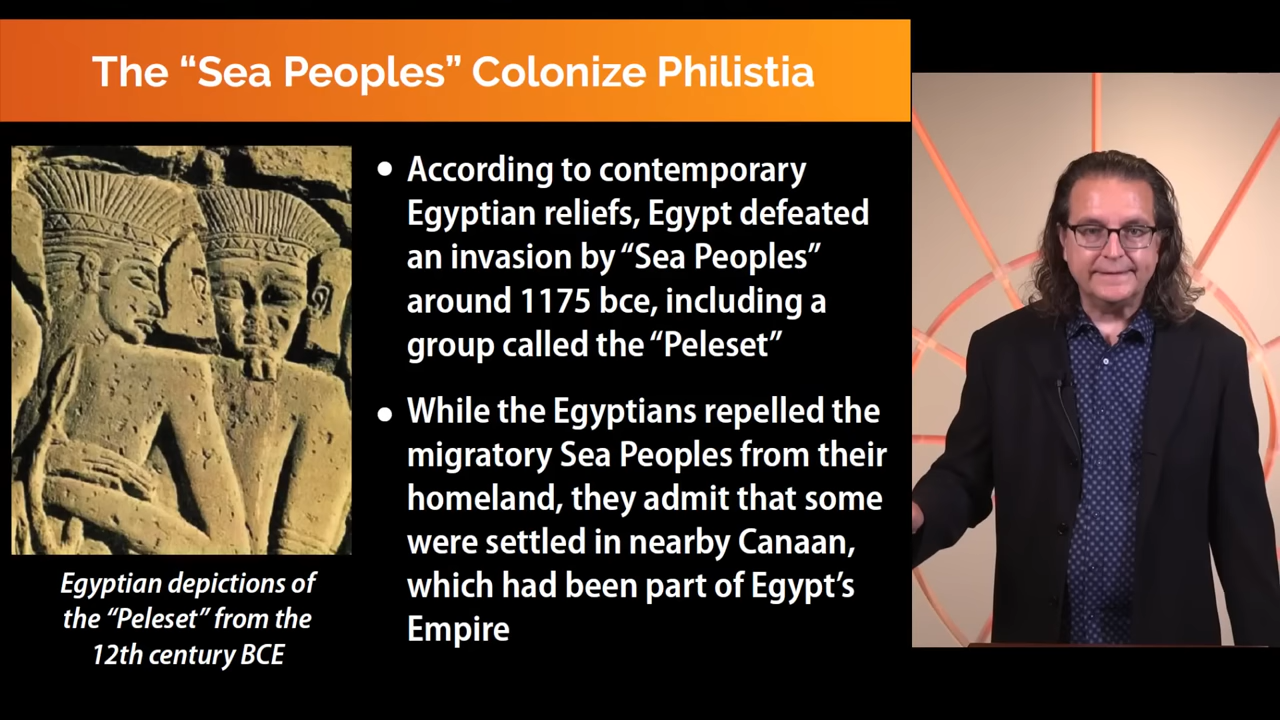 The “Sea Peoples” Colonize Philistia
● According to contemporary
Egyptian reliefs, Egypt defeated
an invasion by “Sea Peoples”
around 1175 bce, including a
group called the “Peleset”
● While the Egyptians repelled the
migratory Sea Peoples from their
homeland, they admit that some
were settled in nearby Canaan,
which had been part of Egypt’s
Empire
Egyptian depictions of
the “Peleset” from the
12th century BCE